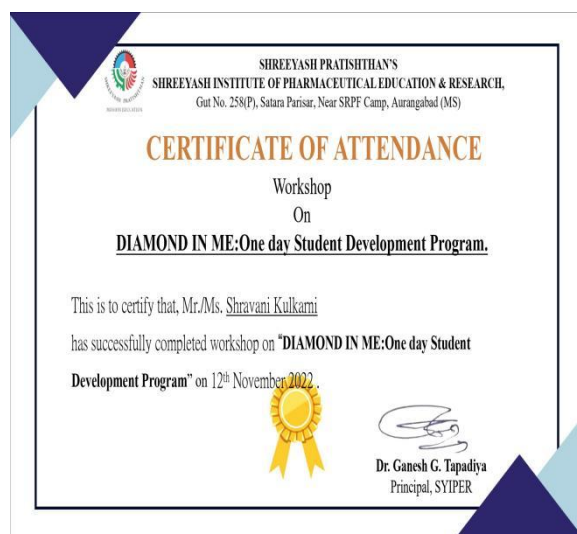 SHREEYASH PRATISHTHAN'S
SHREEYASH INSTITUTE OF PHARMACEUTICAL EDUCATION & RESEARCH,
Gut No. 258(P), Satara Parisar, Near SRPF Camp, Aurangabad (MS)
CERTIFICATE OF ATTENDANCE
Workshop
On
DIAMOND IN ME:One day Student Development Program.
This is to certify that, Mr./Ms. Shravani Kulkarni
has successfully completed workshop on "DIAMOND IN ME:One day Student
Development Program" on 12th November 2022 .
Dr. Ganesh G. Tapadiya
Principal, SYIPER